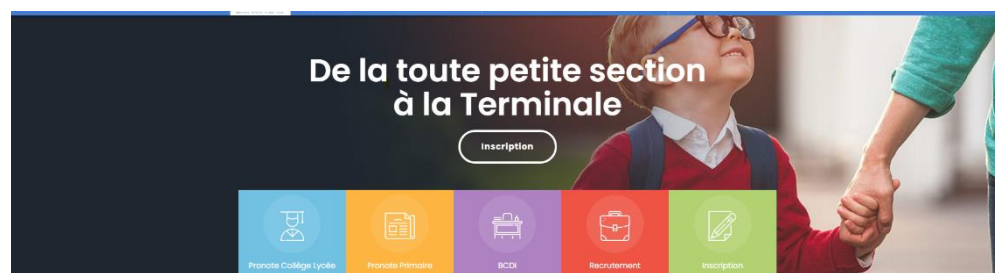 De la toute petite section
à la Terminale
Inscription
Pronote Collège Lycée
Pronote Primaire
BCDI
Recrutement
Inscription